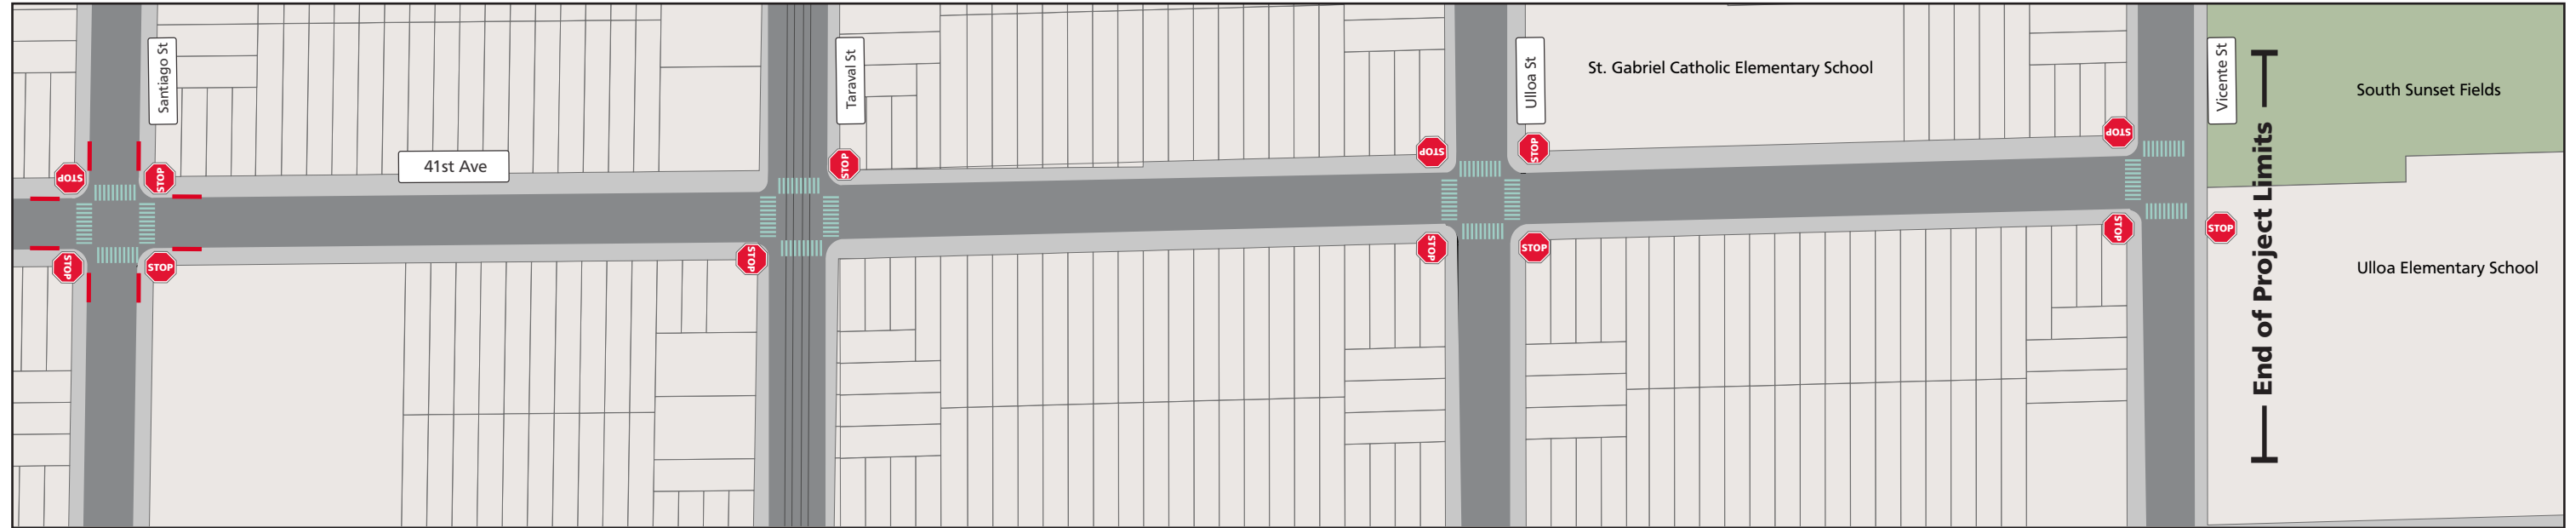 Santiago St
Taraval St
Ulloa St
Vicente St
St. Gabriel Catholic Elementary School
South Sunset Fields
41st Ave
STOP
STOP
STOP
STOP
STOP
STOP
STOP
STOP
STOP
STOP
STOP
STOP
STOP
End of Project Limits
Ulloa Elementary School